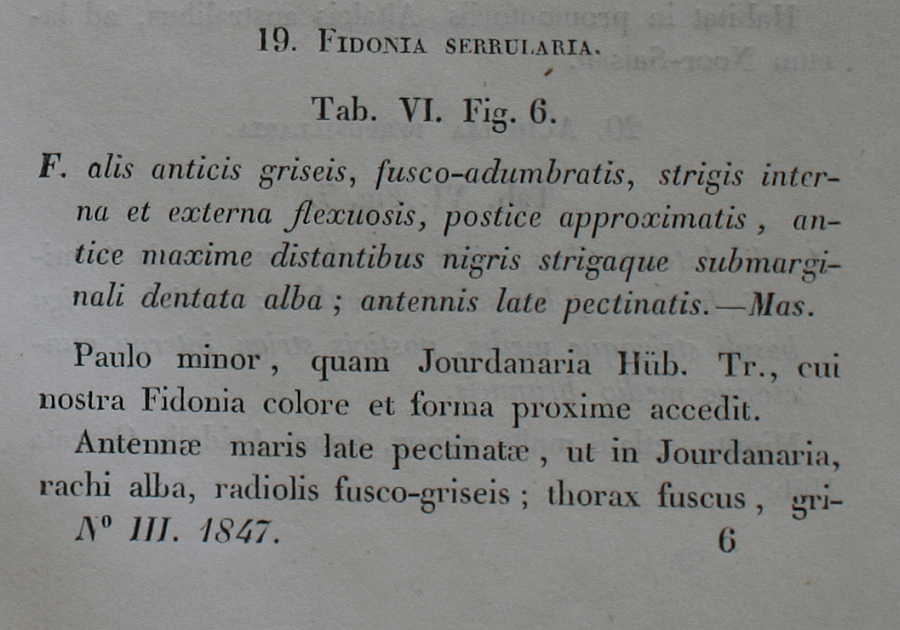 19. FIDONIA SERRULARIA.
Tab. VI. Fig. 6.
F. alis anticis griseis, fusco-adumbratis, strigis inter-
na et externa flexuosis, postice approximatis, an-
tice maxime distantibus nigris strigaque submargi-
nali dentata alba; antennis late pectinatis.—Mas.
Paulo minor, quam Jourdanaria Hüb. Tr., cui
nostra Fidonia colore et forma proxime accedit.
Antennæ maris late pectinatæ, ut in Jourdanaria,
rachi alba, radiolis fusco-griseis; thorax fuscus, gri-
Nº III. 1847. 6